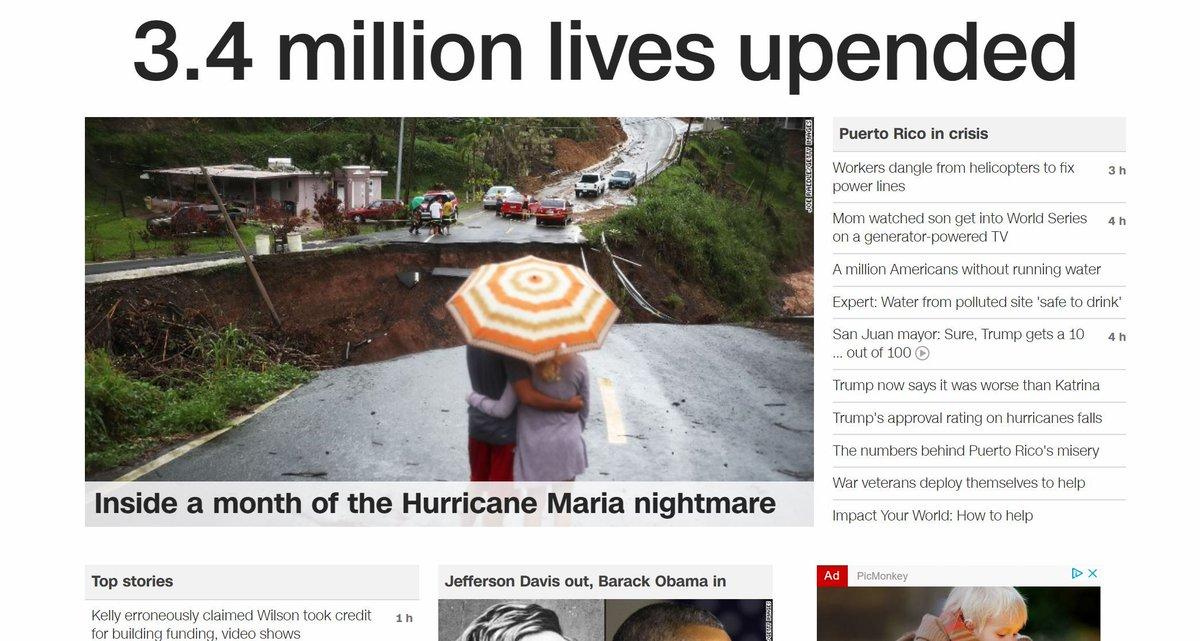 3.4 million lives upended
JOE RAEDLE/GETTY IMAGES
Inside a month of the Hurricane Maria nightmare
Puerto Rico in crisis
Workers dangle from helicopters to fix
power lines
3 h
Mom watched son get into World Series
on a generator-powered TV
4 h
A million Americans without running water
Expert: Water from polluted site 'safe to drink'
San Juan mayor: Sure, Trump gets a 10
... out of 100
4 h
Trump now says it was worse than Katrina
Trump's approval rating on hurricanes falls
The numbers behind Puerto Rico's misery
War veterans deploy themselves to help
Impact Your World: How to help
Top stories
Kelly erroneously claimed Wilson took credit
for building funding, video shows
1 h
Jefferson Davis out, Barack Obama in
GETTY IMAGES
Ad
PicMonkey